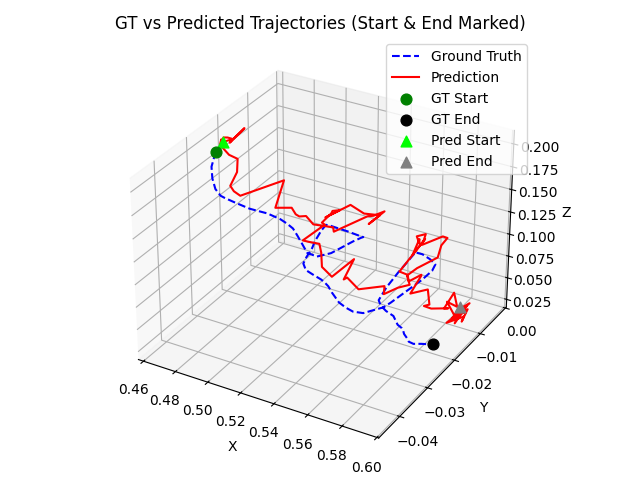 GT vs Predicted Trajectories (Start & End Marked)
Ground Truth
Prediction
GT Start
GT End
Pred Start
Pred End
0.200
0.175
0.150
0.125
0.100
0.075
0.050
0.025
Z
0.00
−0.01
−0.02
−0.03
−0.04
Y
0.46
0.48
0.50
0.52
0.54
0.56
0.58
0.60
X